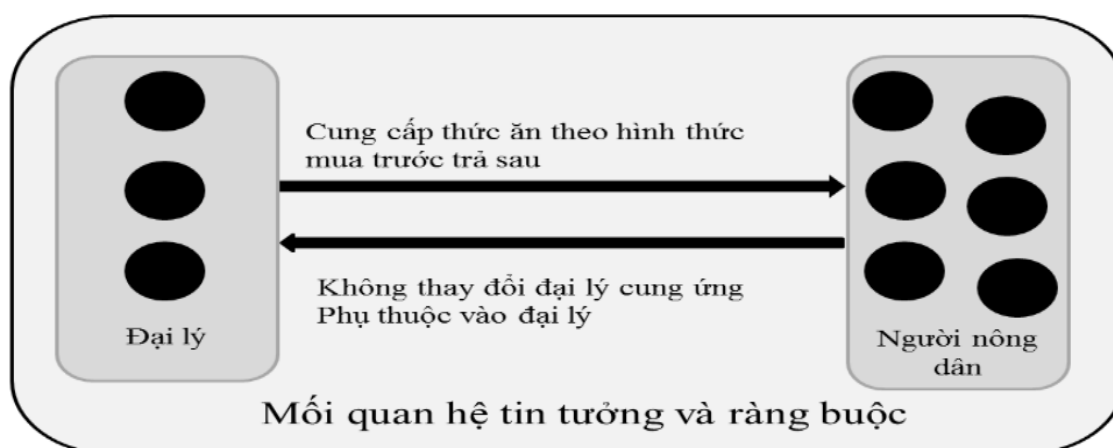 Cung cấp thức ăn theo hình thức
mua trước trả sau
Không thay đổi đại lý cung ứng
Phụ thuộc vào đại lý
Đại lý
Người nông
dân
Mối quan hệ tin tưởng và ràng buộc